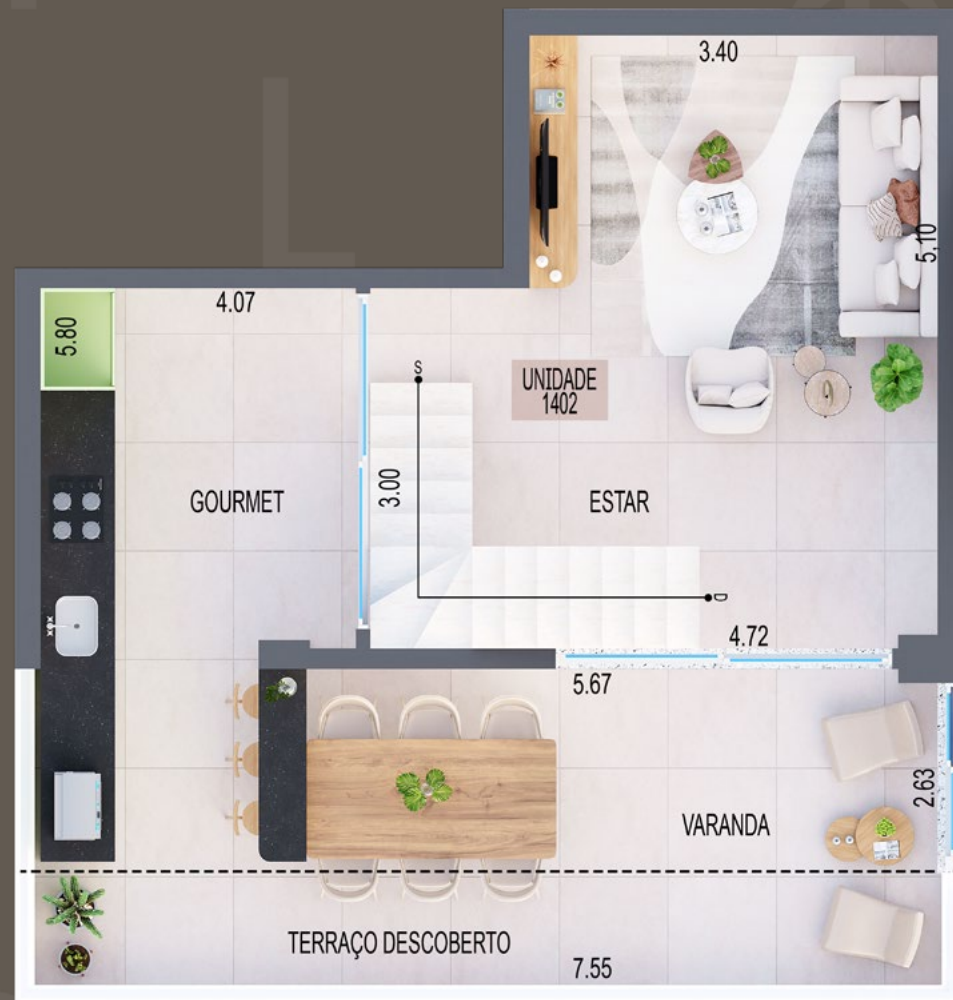 3.40
5,10
4.07
5.80
S
UNIDADE
1402
3.00
GOURMET
ESTAR
D
4.72
5.67
2.63
VARANDA
TERRAÇO DESCOBERTO
7.55